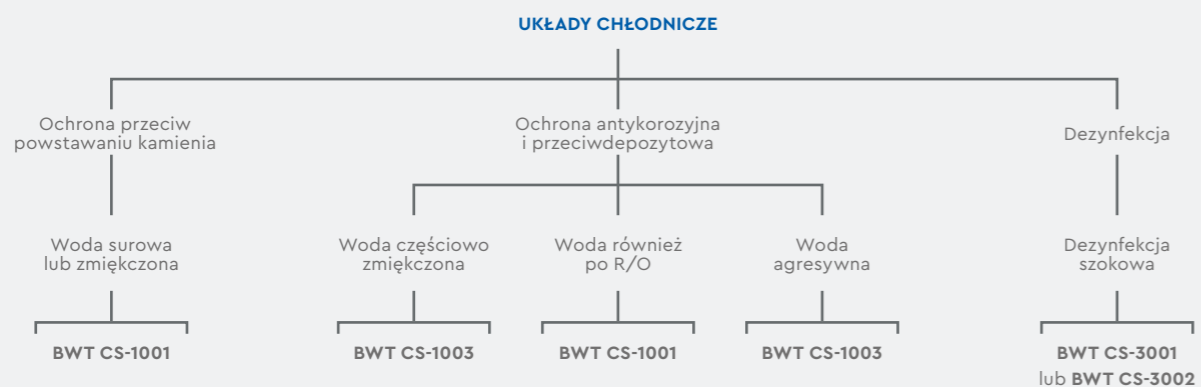 UKŁADY CHŁODNICZE
Ochrona przeciw
powstawaniu kamienia
Ochrona antykorozyjna
i przeciwdepozytowa
Dezynfekcja
Woda surowa
lub zmiękczona
Woda częściowo
zmiękczona
Woda również
po R/O
Woda
agresywna
Dezynfekcja
szokowa
BWT CS-1001
BWT CS-1003
BWT CS-1001
BWT CS-1003
BWT CS-3001
lub BWT CS-3002